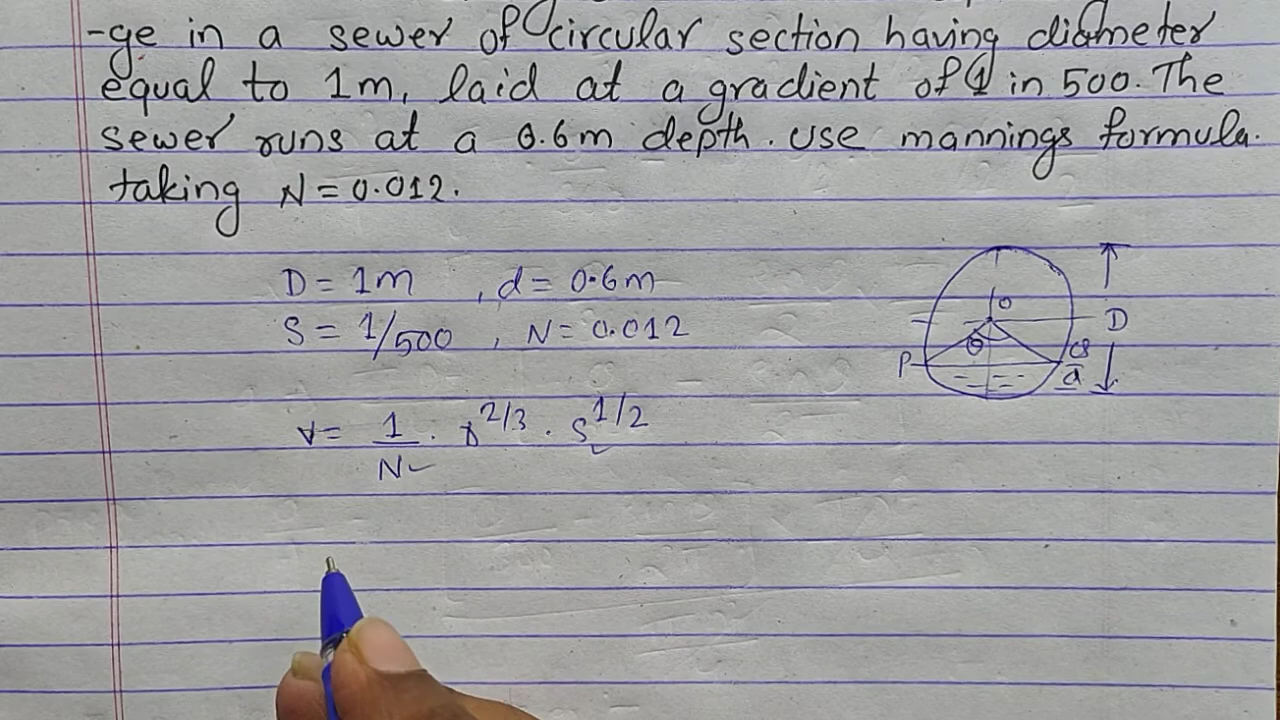 -ge in a sewer of circular section having diameter
equal to 1m, laid at a gradient of 1 in 500. The
sewer runs at a 0.6m depth. use mannings formula.
taking N = 0.012.
D = 1m , d = 0.6m
S = 1/500 , N = 0.012
v = 1/N . r^2/3 . s^1/2
O
D
θ
P
Q
d